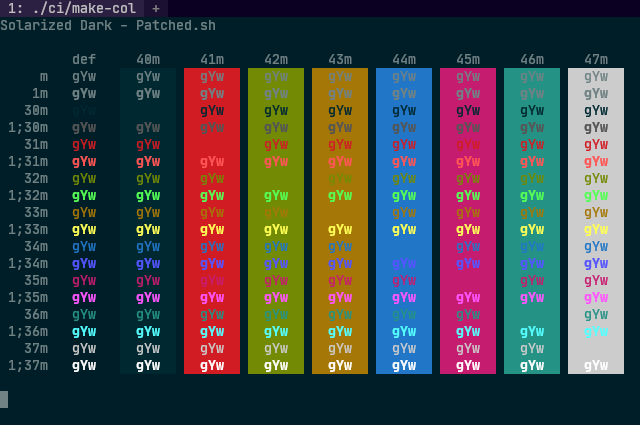 1: ./ci/make-col +
Solarized Dark - Patched.sh
def 40m 41m 42m 43m 44m 45m 46m 47m
m gYw gYw gYw gYw gYw gYw gYw gYw gYw
1m gYw gYw gYw gYw gYw gYw gYw gYw gYw
30m gYw gYw gYw gYw gYw gYw gYw gYw
1;30m gYw gYw gYw gYw gYw gYw gYw gYw gYw
31m gYw gYw gYw gYw gYw gYw gYw gYw
1;31m gYw gYw gYw gYw gYw gYw gYw gYw gYw
32m gYw gYw gYw gYw gYw gYw gYw gYw
1;32m gYw gYw gYw gYw gYw gYw gYw gYw gYw
33m gYw gYw gYw gYw gYw gYw gYw gYw
1;33m gYw gYw gYw gYw gYw gYw gYw gYw gYw
34m gYw gYw gYw gYw gYw gYw gYw gYw
1;34m gYw gYw gYw gYw gYw gYw gYw gYw gYw
35m gYw gYw gYw gYw gYw gYw gYw gYw
1;35m gYw gYw gYw gYw gYw gYw gYw gYw gYw
36m gYw gYw gYw gYw gYw gYw gYw gYw
1;36m gYw gYw gYw gYw gYw gYw gYw gYw gYw
37m gYw gYw gYw gYw gYw gYw gYw gYw
1;37m gYw gYw gYw gYw gYw gYw gYw gYw gYw